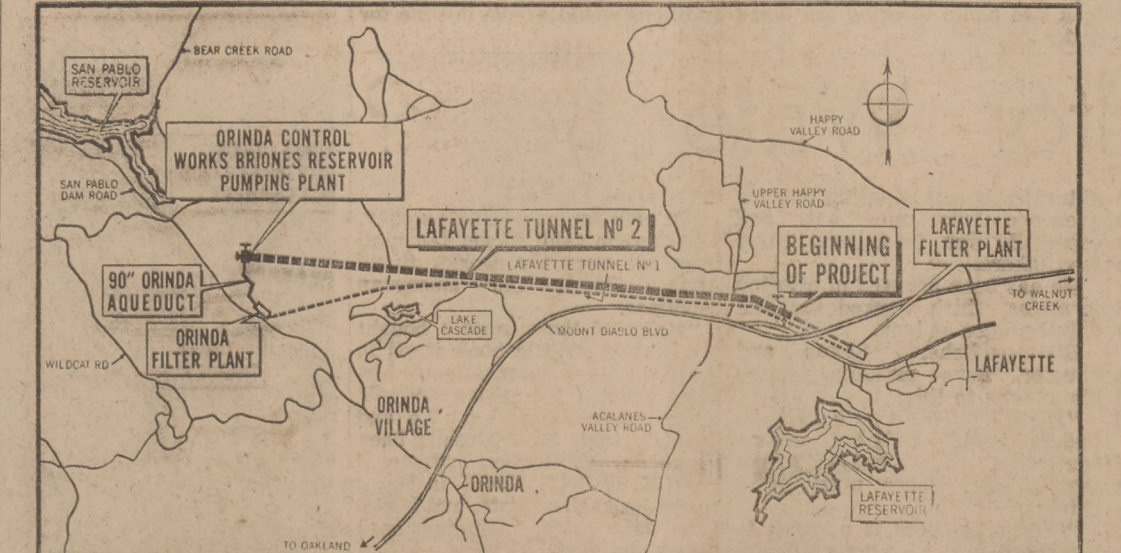 BEAR CREEK ROAD
SAN PABLO
RESERVOIR
ORINDA CONTROL
WORKS BRIONES RESERVOIR
PUMPING PLANT
HAPPY
VALLEY ROAD
SAN PABLO
DAM ROAD
UPPER HAPPY
VALLEY ROAD
LAFAYETTE TUNNEL Nº 2
LAFAYETTE
FILTER PLANT
BEGINNING
OF PROJECT
LAFAYETTE TUNNEL Nº 1
90" ORINDA
AQUEDUCT
TO WALNUT
CREEK
LAKE
CASCADE
MOUNT DIABLO BLVD
ORINDA
FILTER PLANT
WILDCAT RD
LAFAYETTE
ORINDA
VILLAGE
ACALANES
VALLEY ROAD
ORINDA
LAFAYETTE
RESERVOIR
TO OAKLAND